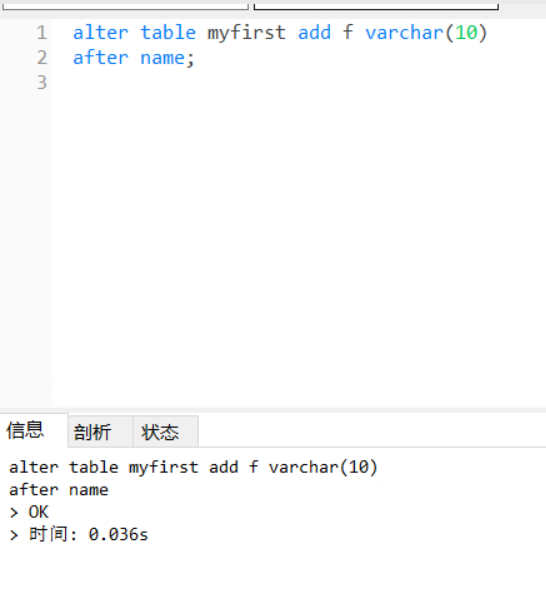 1 alter table myfirst add f varchar(10)
2 after name;
3
信息 剖析 状态
alter table myfirst add f varchar(10)
after name
> OK
> 时间: 0.036s